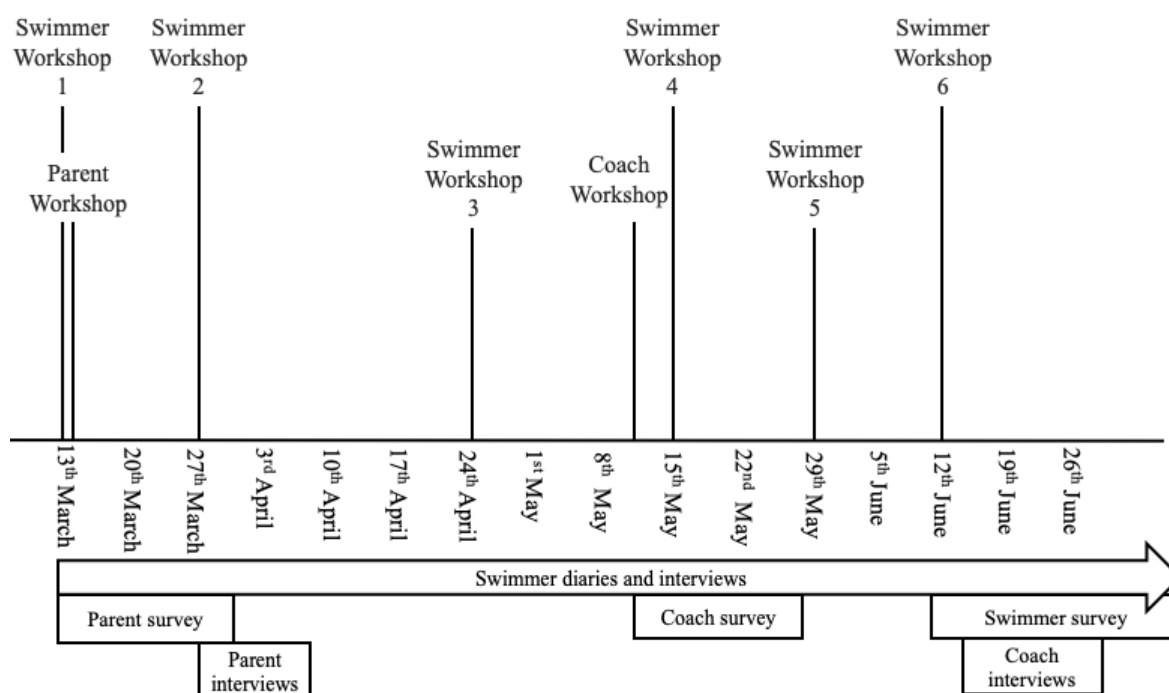 Swimmer
Workshop
1
Swimmer
Workshop
2
Swimmer
Workshop
4
Swimmer
Workshop
6
Parent
Workshop
Swimmer
Workshop
3
Coach
Workshop
Swimmer
Workshop
5
13th March
20th March
27th March
3rd April
10th April
17th April
24th April
1st May
8th May
15th May
22nd May
29th May
5th June
12th June
19th June
26th June
Swimmer diaries and interviews
Parent survey
Coach survey
Swimmer survey
Parent
interviews
Coach
interviews